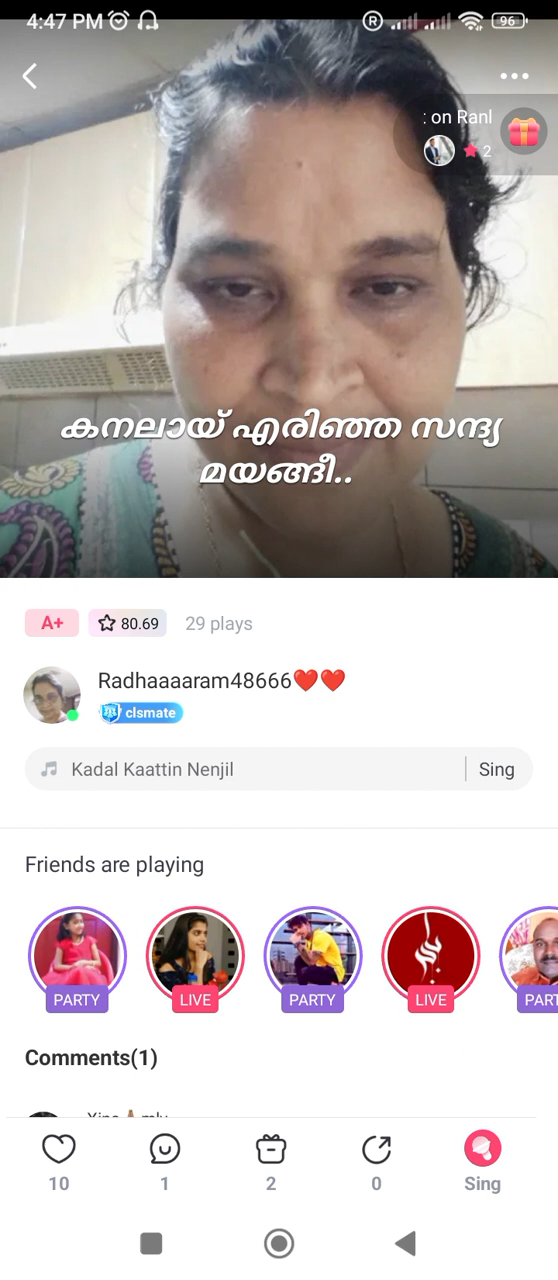 4:47 PM
R
96
: on Ranl
2
കനലായ് എരിഞ്ഞ സന്ദ്യ
മയങ്ങീ..
A+
80.69
29 plays
Radhaaaaram48666❤️❤️
clsmate
Kadal Kaattin Nenjil
Sing
Friends are playing
PARTY
LIVE
PARTY
LIVE
PART
Comments(1)
10
1
2
0
Sing